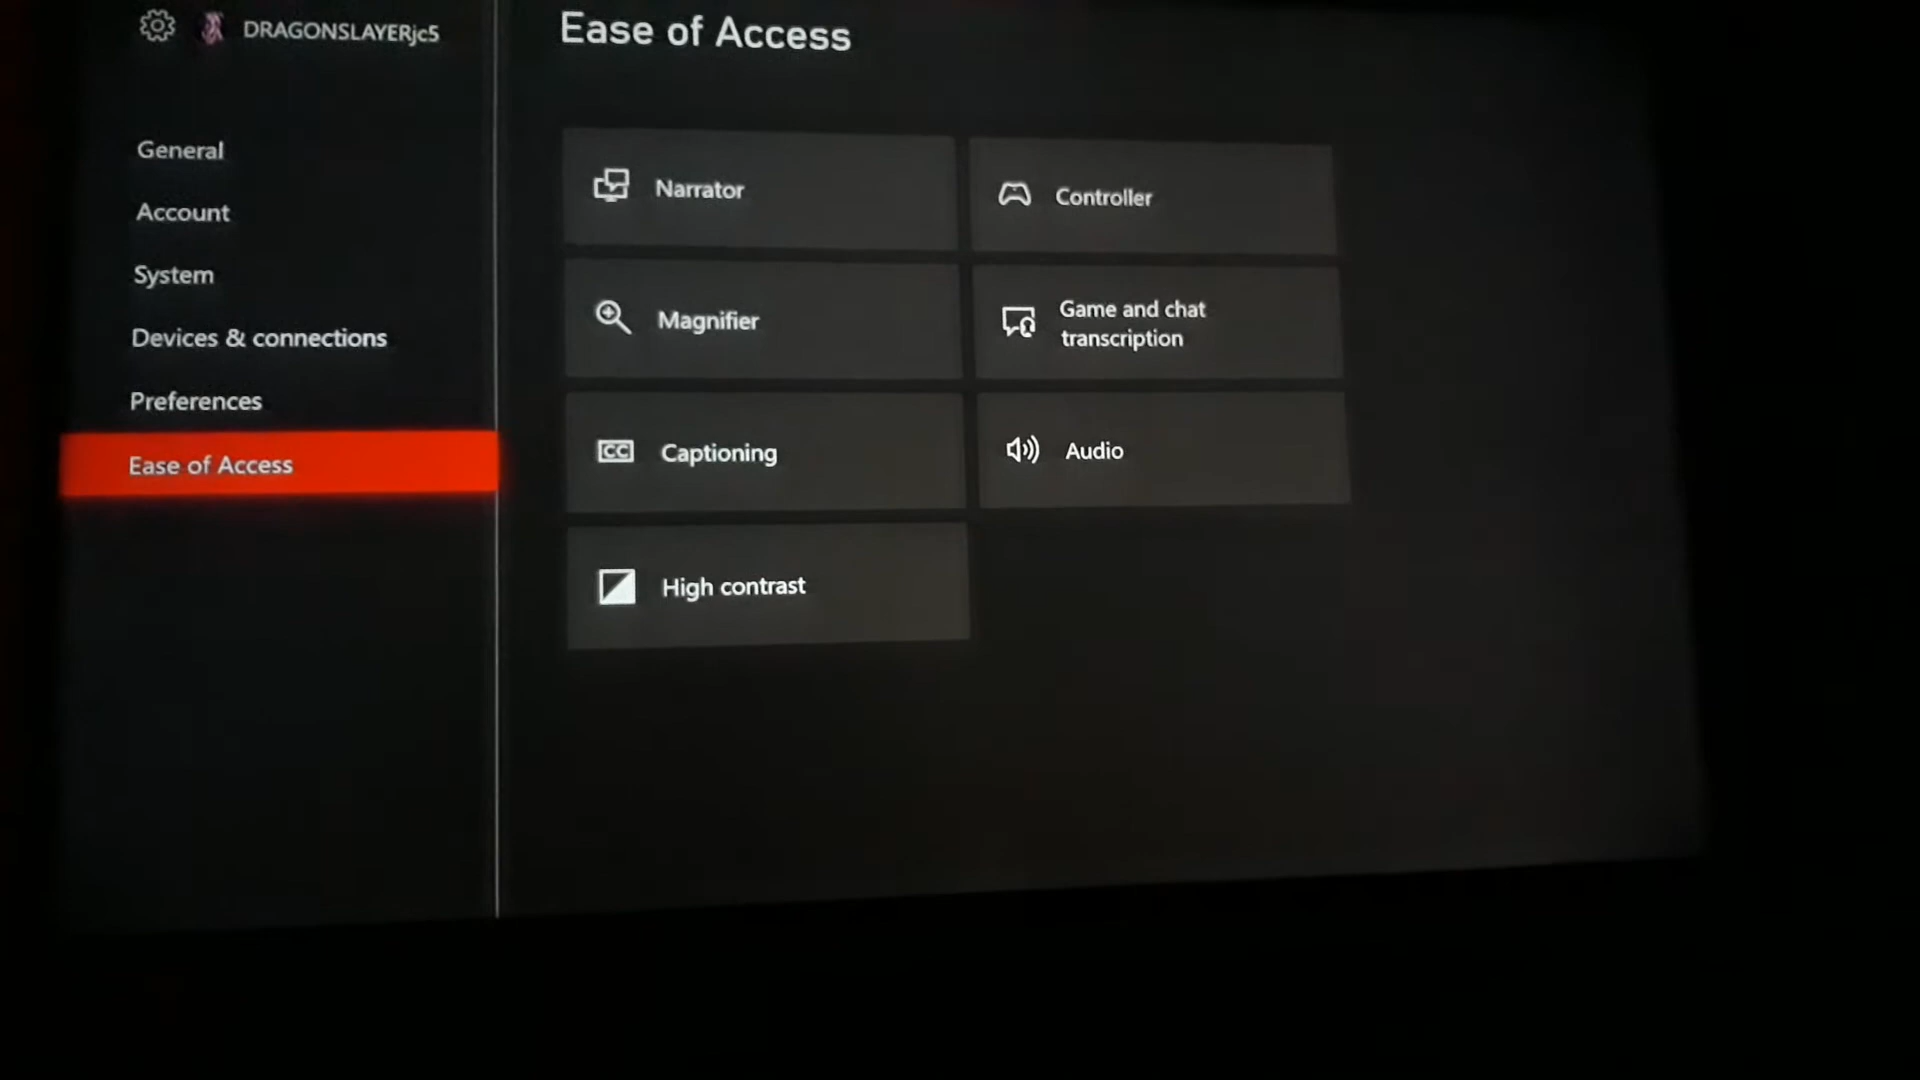 DRAGONSLAYERjc5
General
Account
System
Devices & connections
Preferences
Ease of Access
Ease of Access
Narrator
Controller
Magnifier
Game and chat
transcription
CC
Captioning
Audio
High contrast